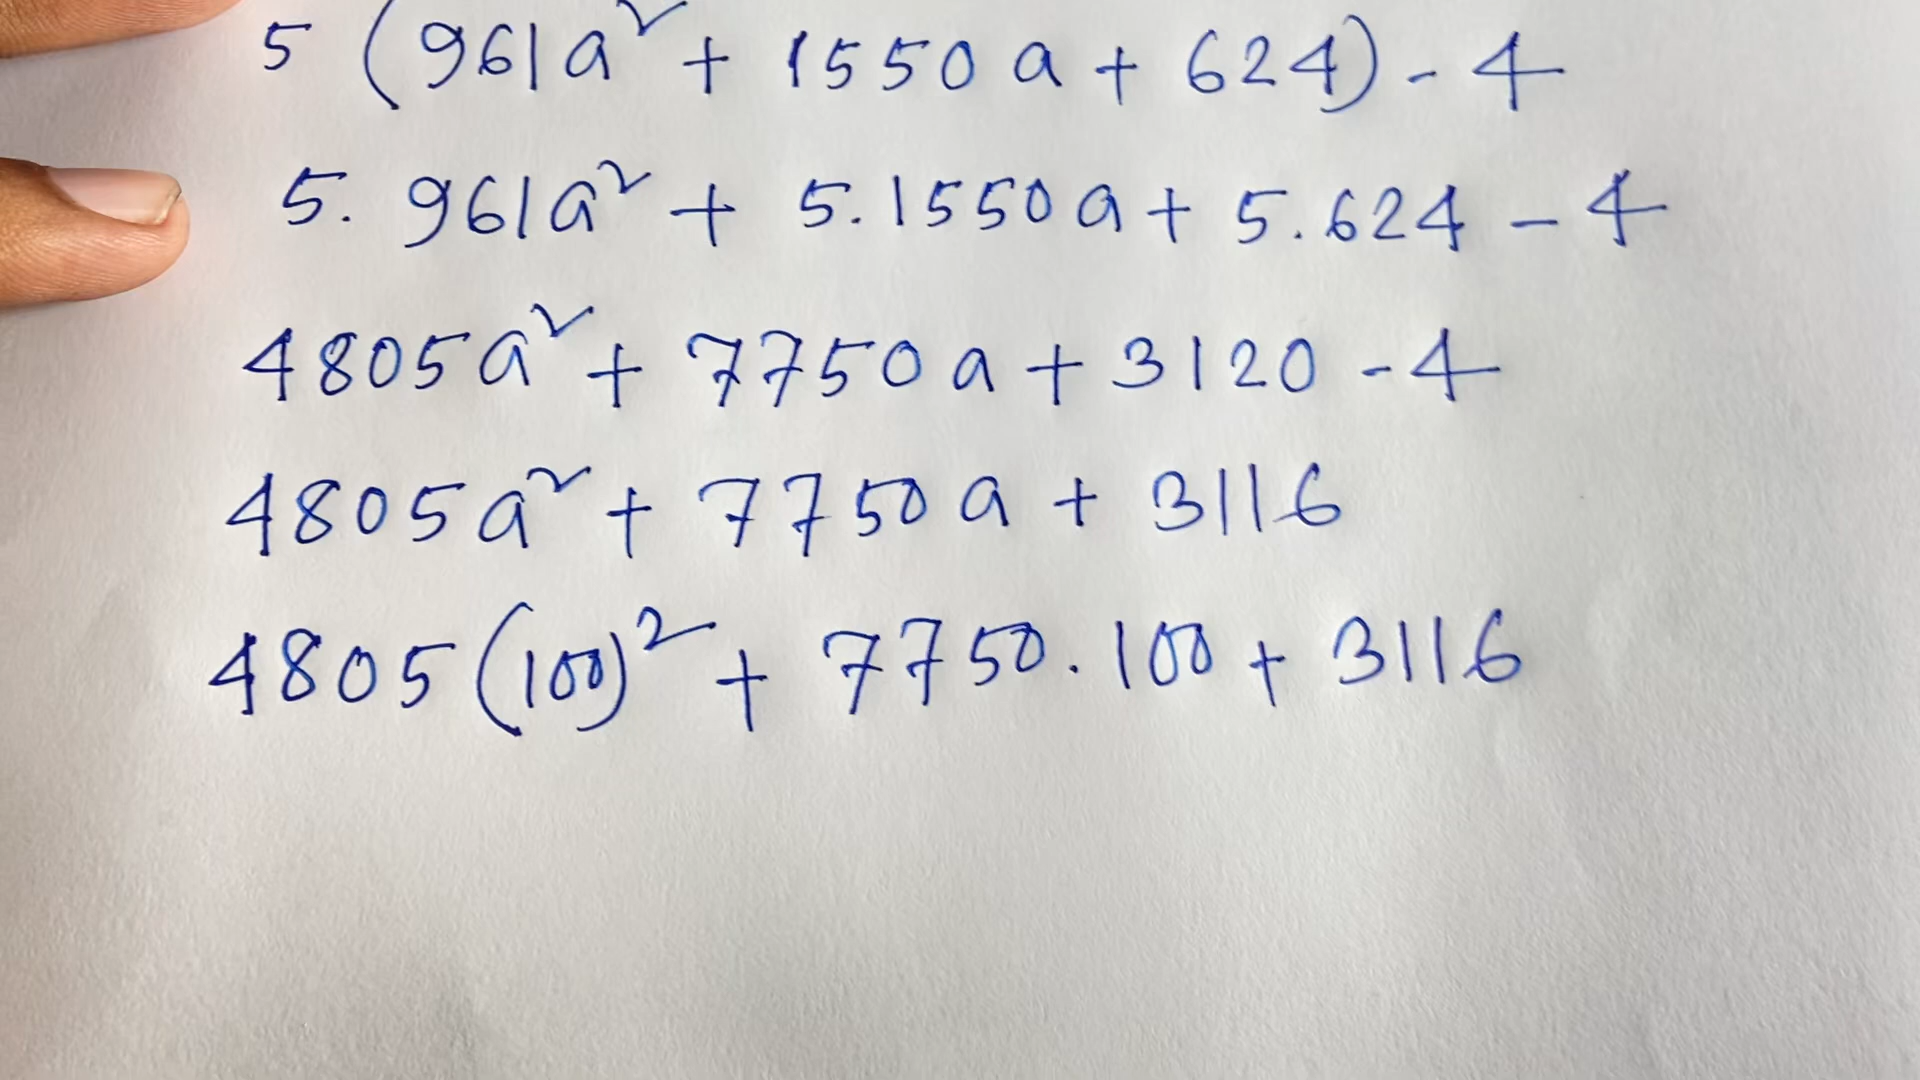 5 (961a² + 1550a + 624) - 4
5. 961a² + 5.1550a + 5.624 - 4
4805a² + 7750a + 3120 - 4
4805a² + 7750a + 3116
4805(100)² + 7750.100 + 3116